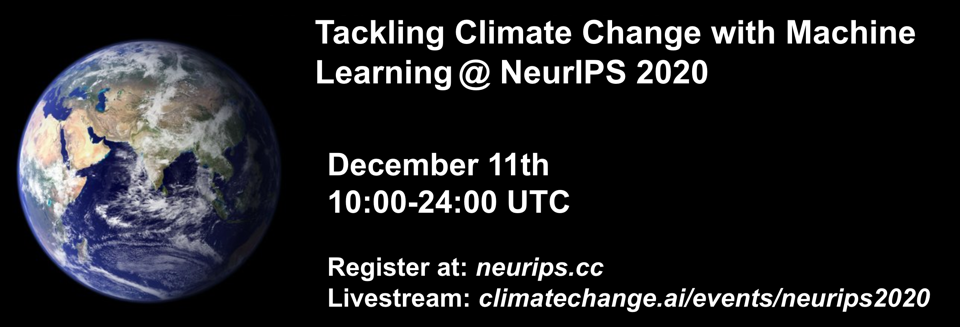 Tackling Climate Change with Machine
Learning @ NeurIPS 2020
December 11th
10:00-24:00 UTC
Register at: neurips.cc
Livestream: climatechange.ai/events/neurips2020